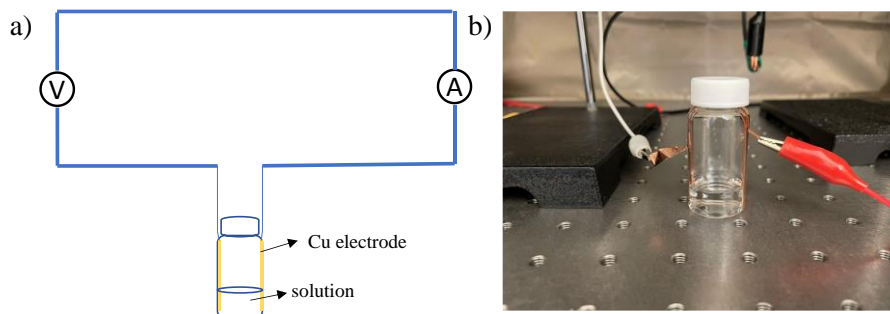 a)
b)
V
A
Cu electrode
solution